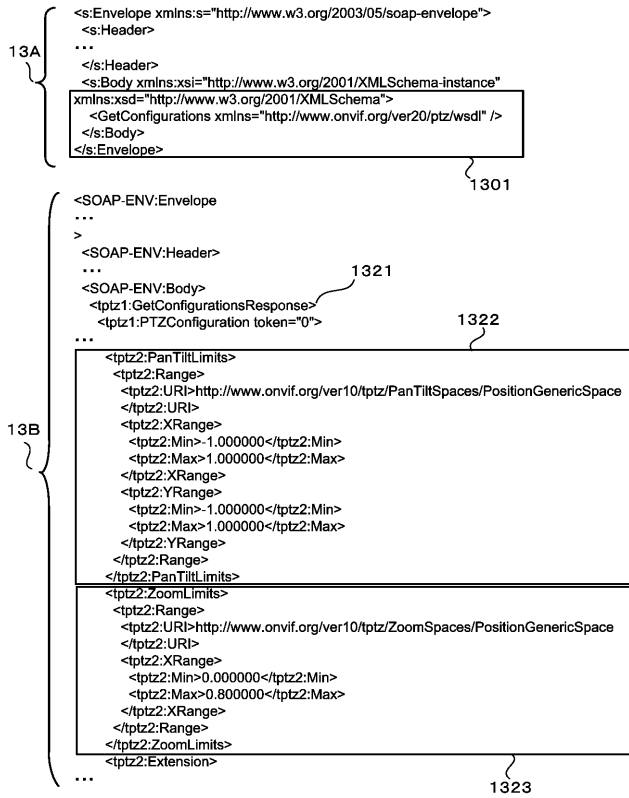 <s:Envelope xmlns:s="http://www.w3.org/2003/05/soap-envelope">
<s:Header>
...
</s:Header>
13A
<s:Body xmlns:xsi="http://www.w3.org/2001/XMLSchema-instance"
xmlns:xsd="http://www.w3.org/2001/XMLSchema">
<GetConfigurations xmlns="http://www.onvif.org/ver20/ptz/wsdl" />
</s:Body>
</s:Envelope>
1301
<SOAP-ENV:Envelope
...
>
<SOAP-ENV:Header>
...
<SOAP-ENV:Body>
<tptz1:GetConfigurationsResponse>
1321
<tptz1:PTZConfiguration token="0">
1322
...
<tptz2:PanTiltLimits>
<tptz2:Range>
<tptz2:URI>http://www.onvif.org/ver10/tptz/PanTiltSpaces/PositionGenericSpace
</tptz2:URI>
<tptz2:XRange>
13B
<tptz2:Min>-1.000000</tptz2:Min>
<tptz2:Max>1.000000</tptz2:Max>
</tptz2:XRange>
<tptz2:YRange>
<tptz2:Min>-1.000000</tptz2:Min>
<tptz2:Max>1.000000</tptz2:Max>
</tptz2:YRange>
</tptz2:Range>
</tptz2:PanTiltLimits>
<tptz2:ZoomLimits>
<tptz2:Range>
<tptz2:URI>http://www.onvif.org/ver10/tptz/ZoomSpaces/PositionGenericSpace
</tptz2:URI>
<tptz2:XRange>
<tptz2:Min>0.000000</tptz2:Min>
<tptz2:Max>0.800000</tptz2:Max>
</tptz2:XRange>
</tptz2:Range>
</tptz2:ZoomLimits>
<tptz2:Extension>
...
1323